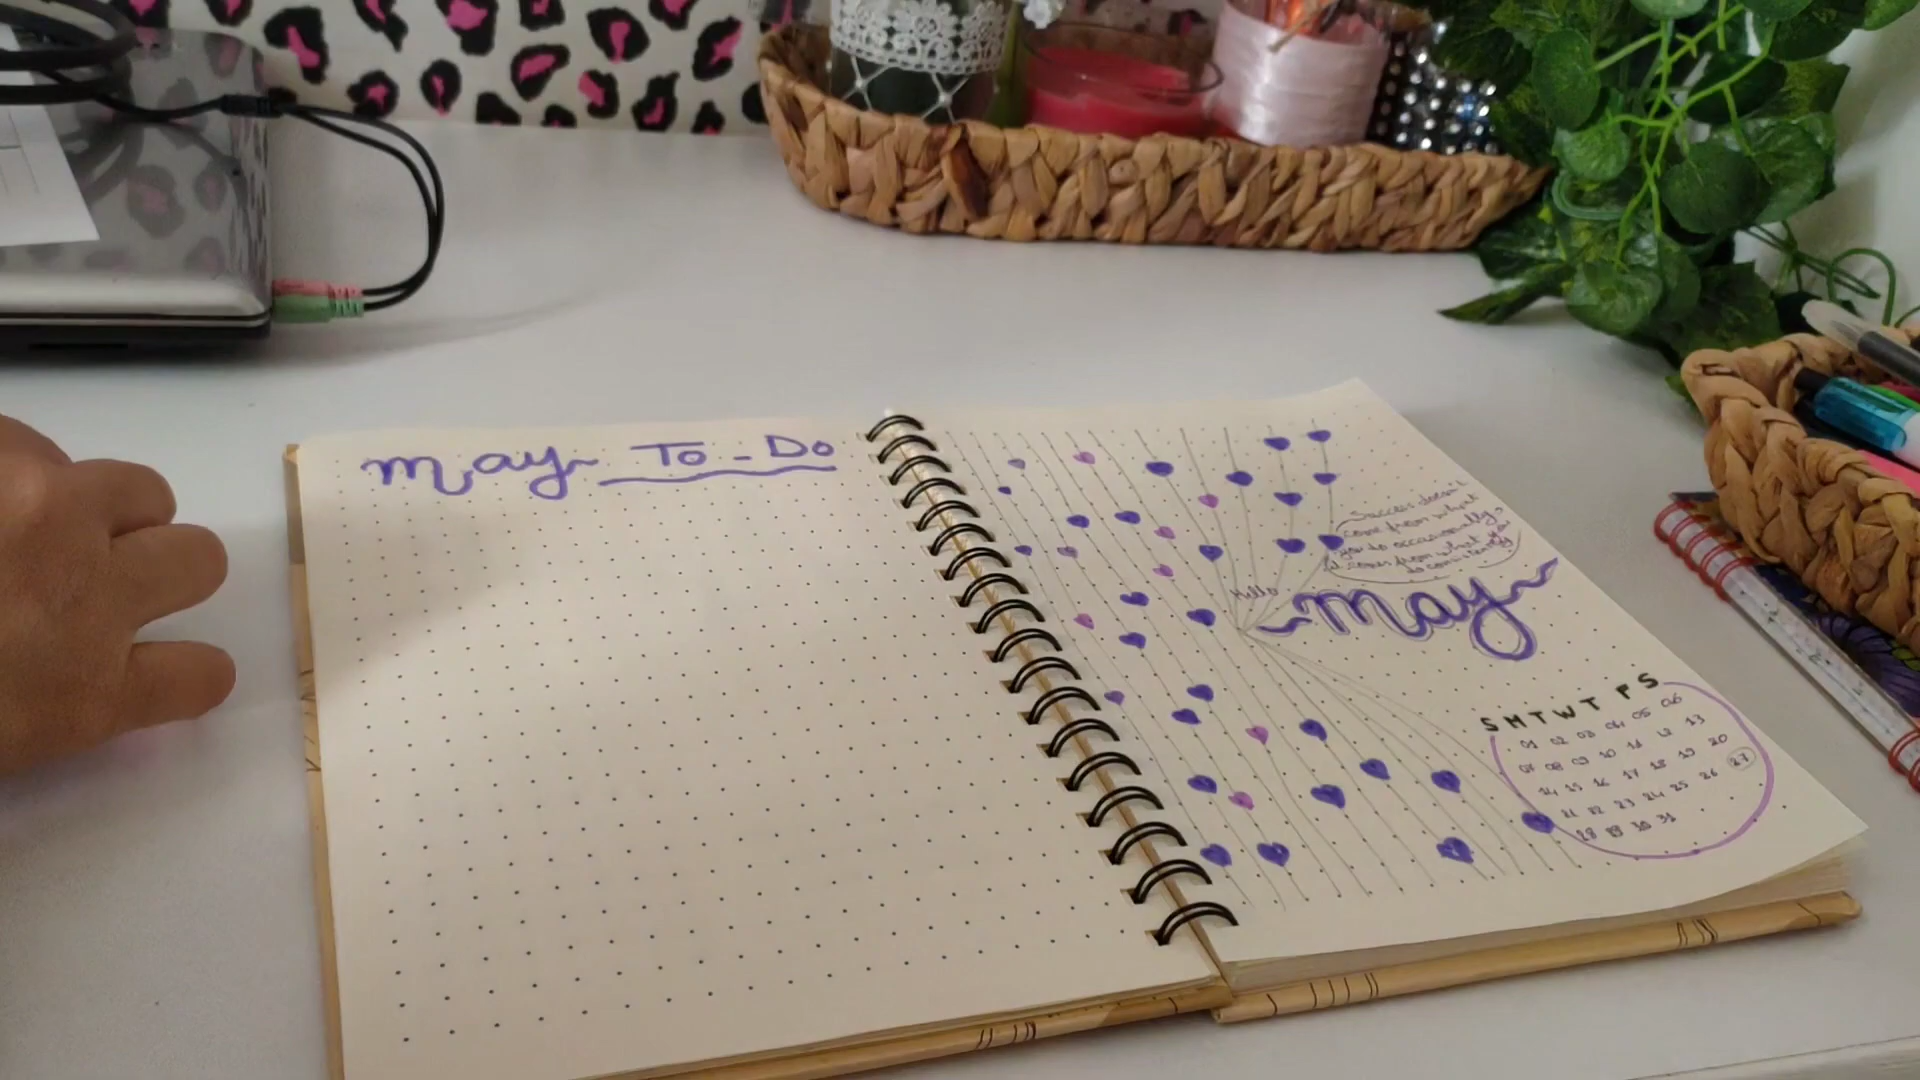 may To-Do
Success doesn't
come from what
you do occasionally,
it comes from what you
do consistently
Hello
may
S M T W T F S
01 02 03 04 05 06
07 08 09 10 11 12 13
14 15 16 17 18 19 20
21 22 23 24 25 26 27
28 29 30 31